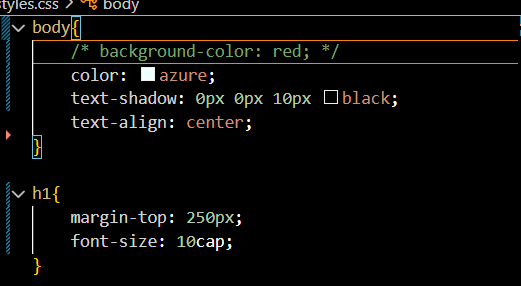 styles.css > body
body{
/* background-color: red; */
color: azure;
text-shadow: 0px 0px 10px black;
text-align: center;
}
h1{
margin-top: 250px;
font-size: 10cap;
}